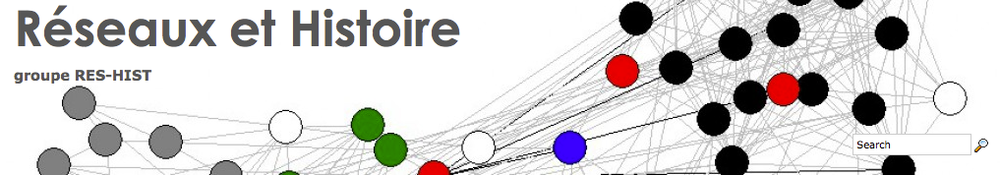 Réseaux et Histoire
groupe RES-HIST
Search